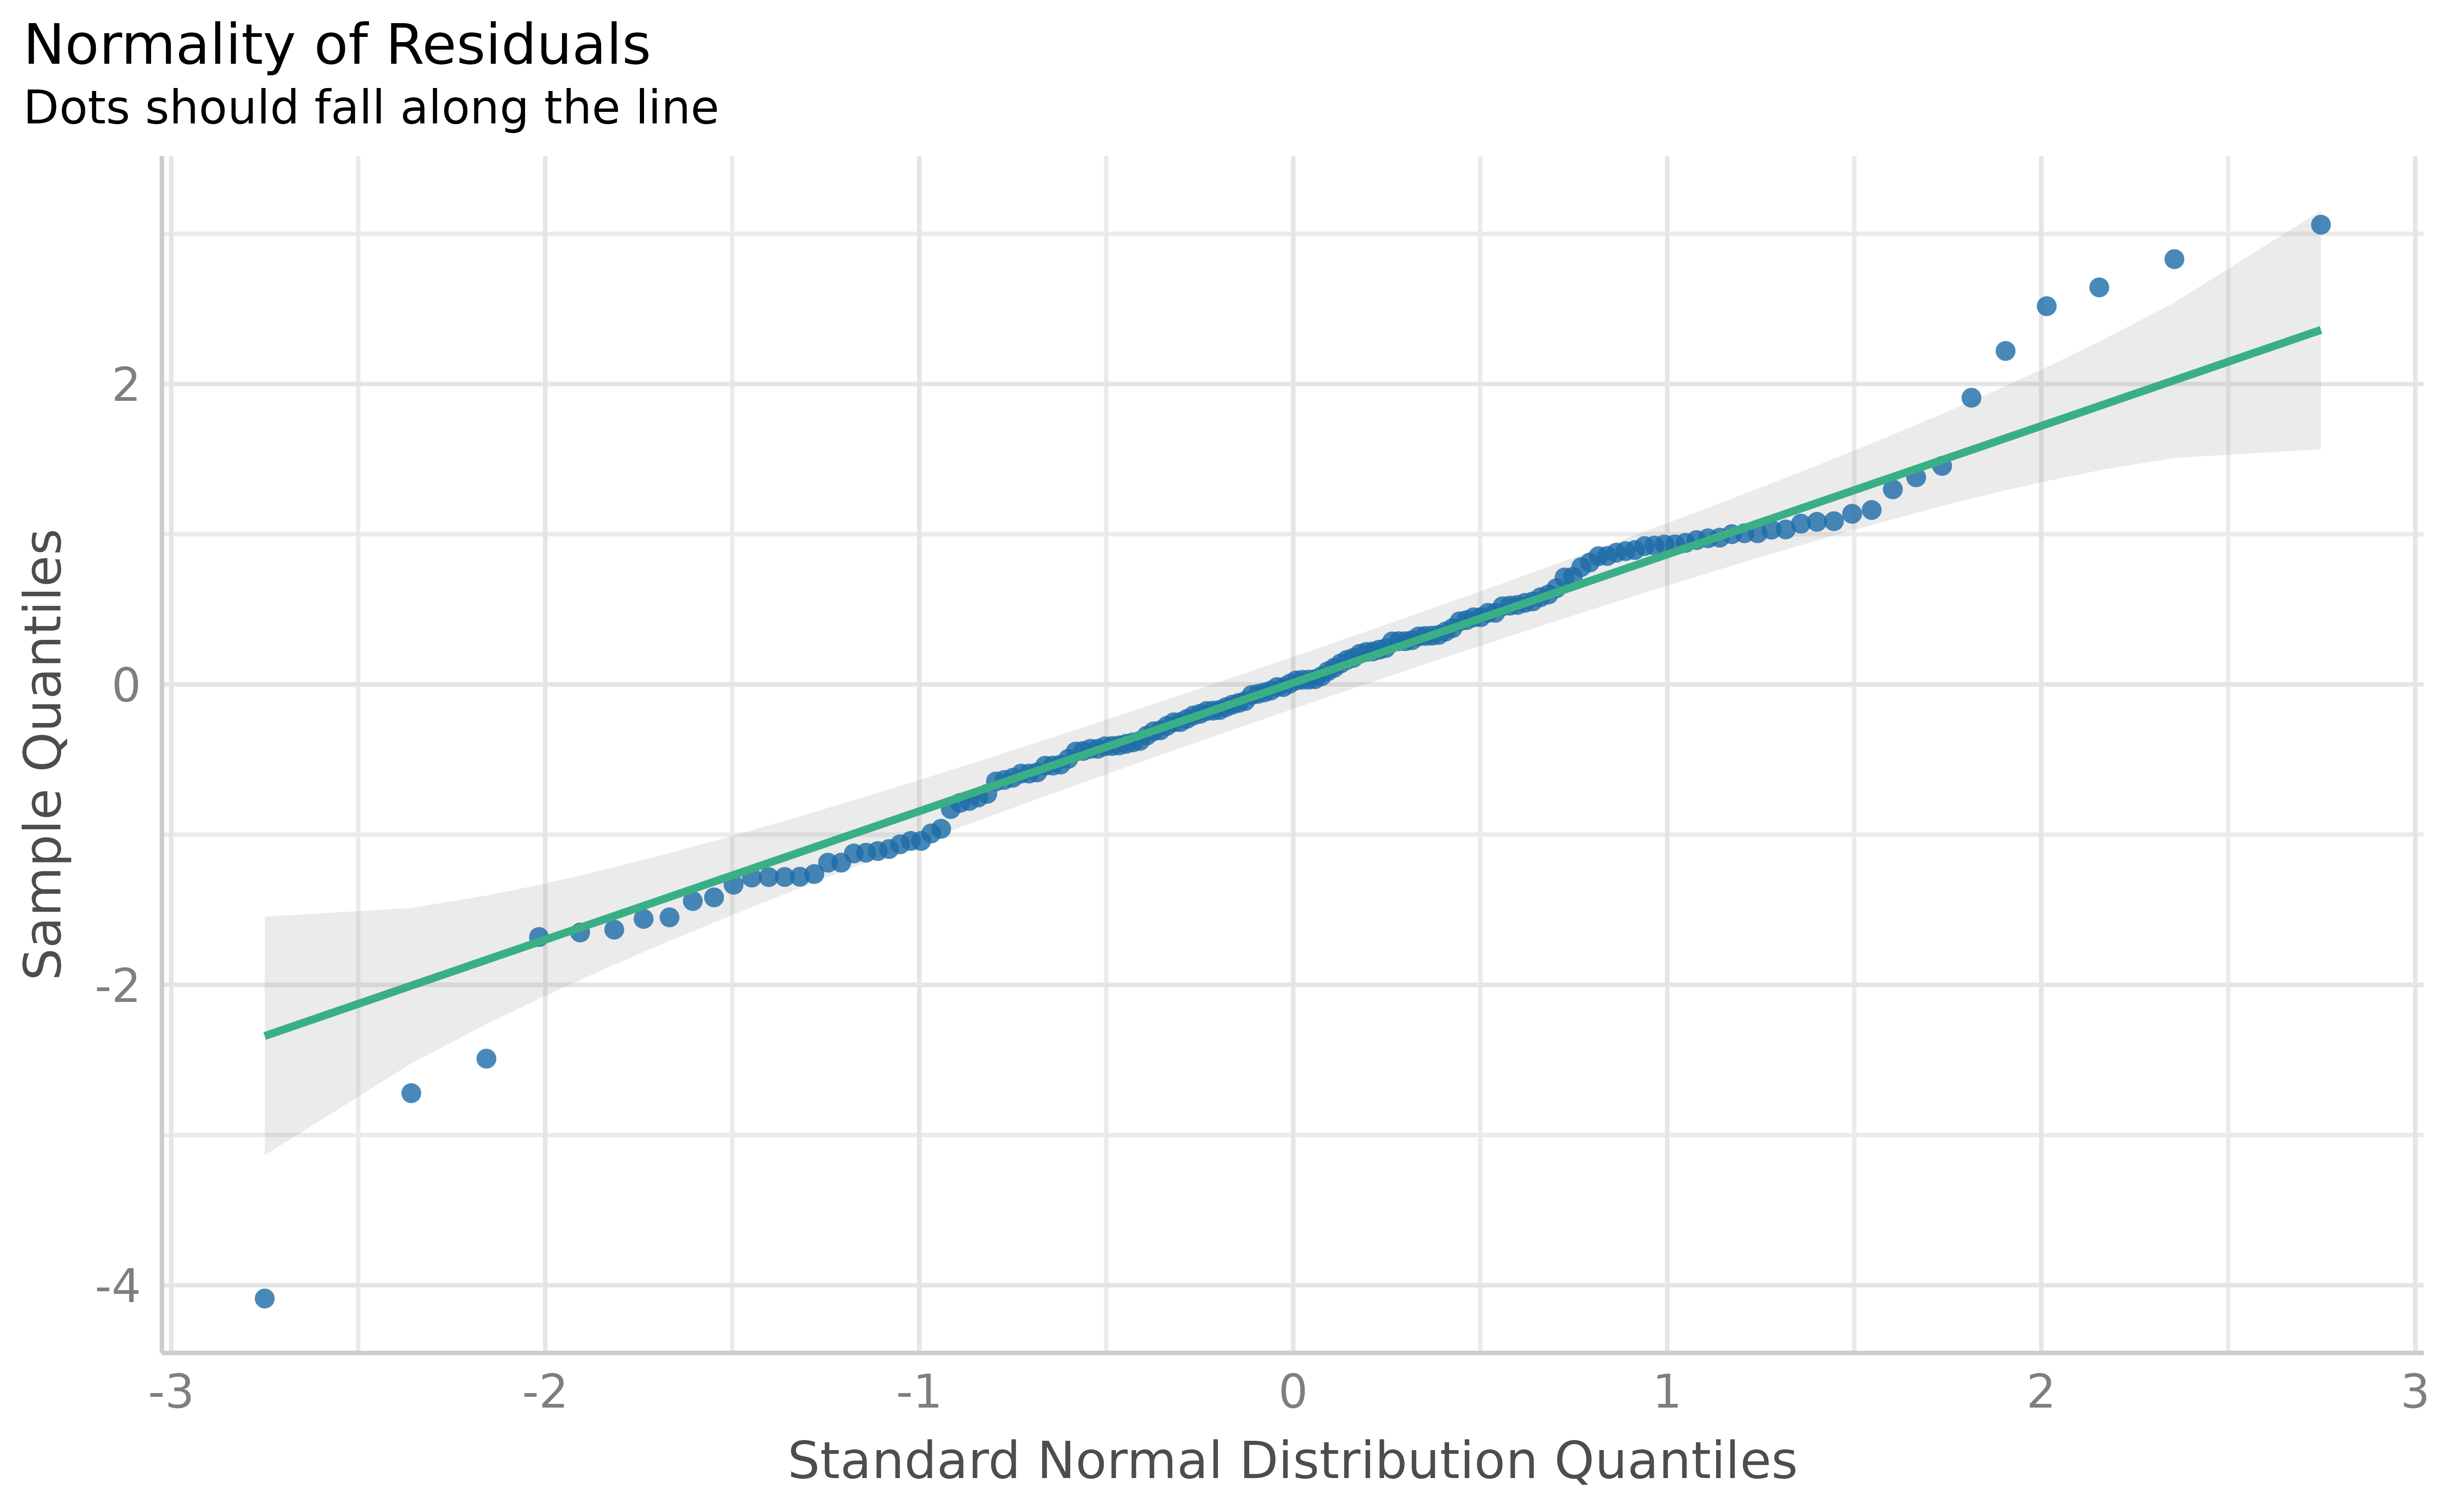 Normality of Residuals
Dots should fall along the line
Sample Quantiles
2
0
-2
-4
-3 -2 -1 0 1 2 3
Standard Normal Distribution Quantiles